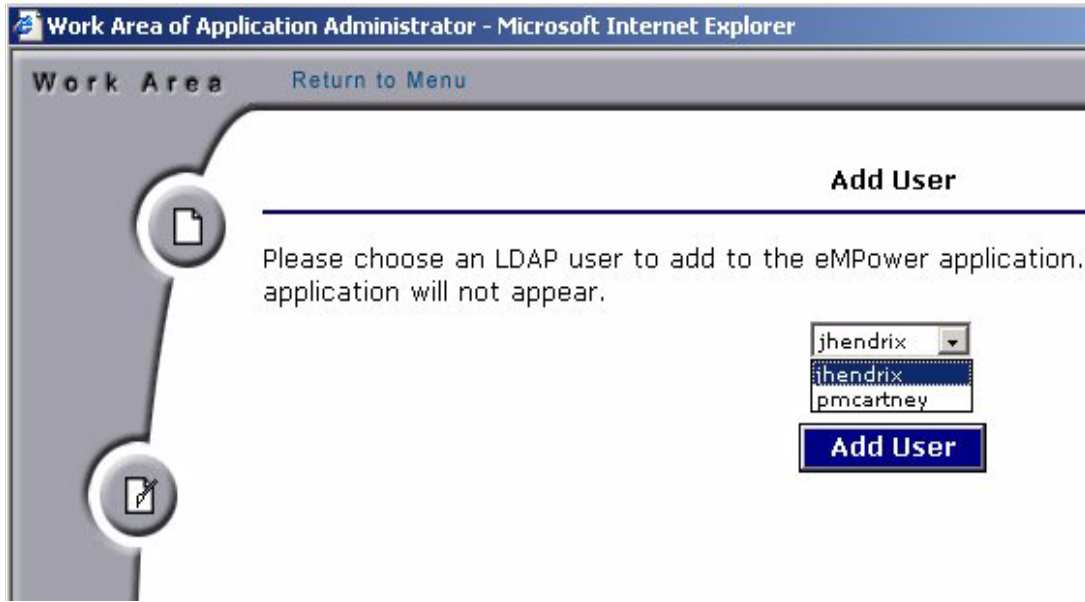 Work Area of Application Administrator - Microsoft Internet Explorer
Work Area Return to Menu
Add User
Please choose an LDAP user to add to the eMPower application.
application will not appear.
jhendrix
jhendrix
pmcartney
Add User